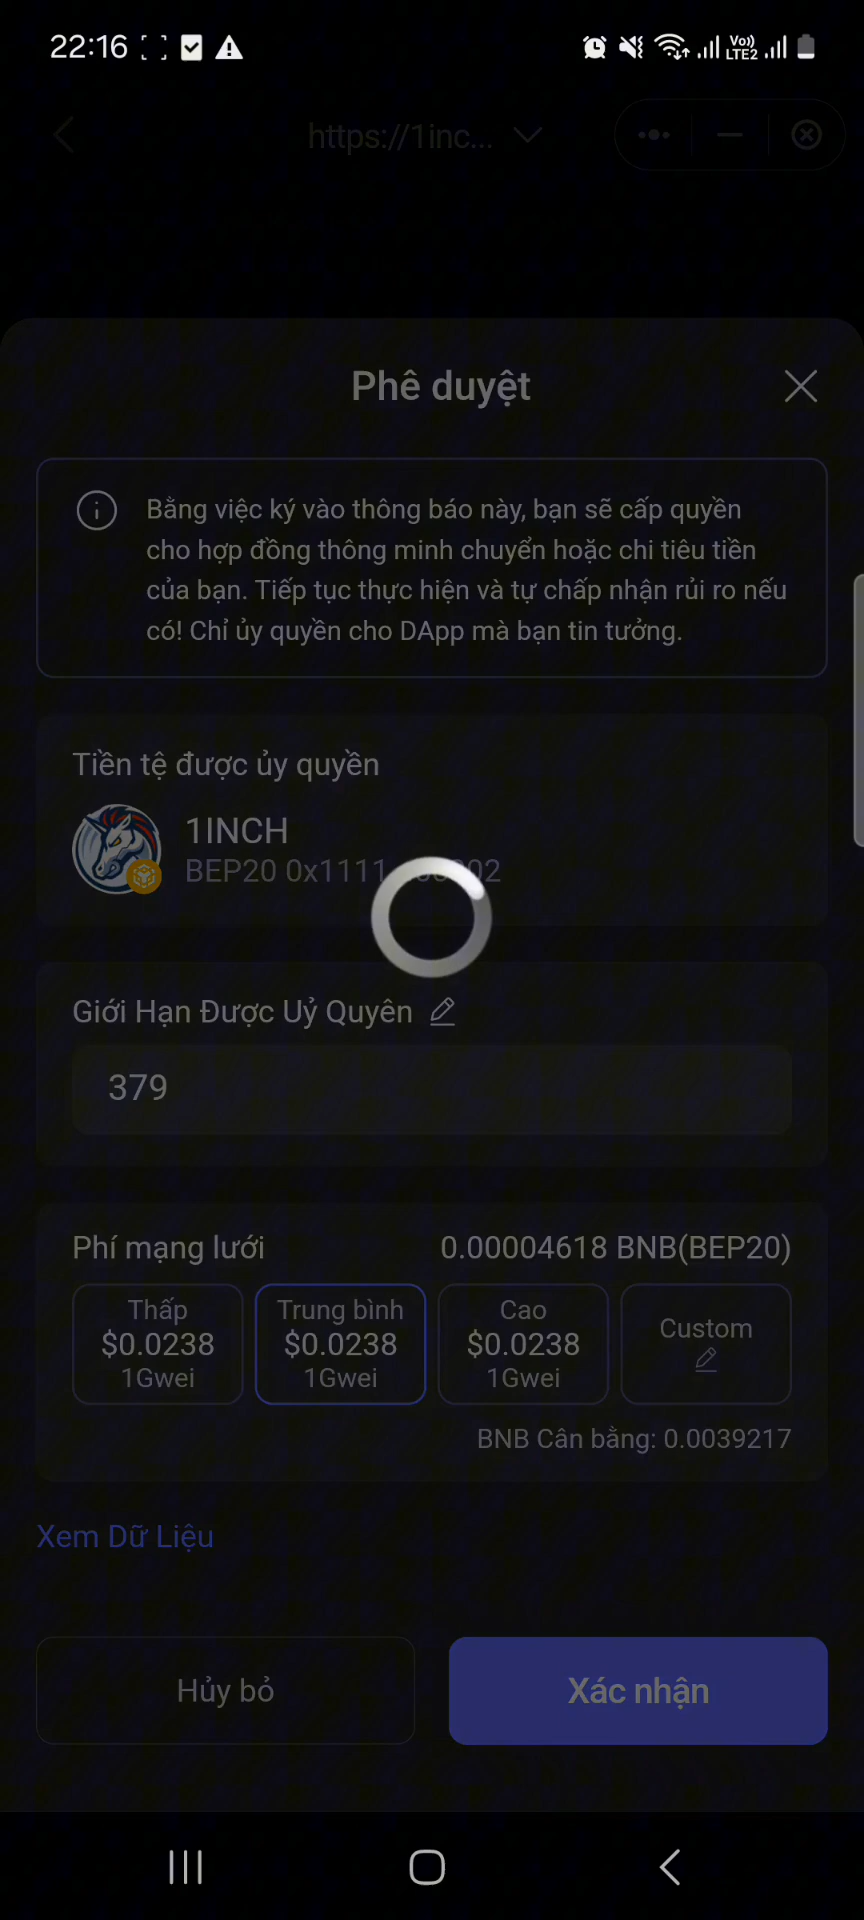 22:16
Vo))
LTE2
https://1inc...
Phê duyệt
Bằng việc ký vào thông báo này, bạn sẽ cấp quyền
cho hợp đồng thông minh chuyển hoặc chi tiêu tiền
của bạn. Tiếp tục thực hiện và tự chấp nhận rủi ro nếu
có! Chỉ ủy quyền cho DApp mà bạn tin tưởng.
Tiền tệ được ủy quyền
1INCH
BEP20 0x1111
Giới Hạn Được Uỷ Quyên
379
Phí mạng lưới
0.00004618 BNB(BEP20)
Thấp
$0.0238
1Gwei
Trung bình
$0.0238
1Gwei
Cao
$0.0238
1Gwei
Custom
BNB Cân bằng: 0.0039217
Xem Dữ Liệu
Hủy bỏ
Xác nhận